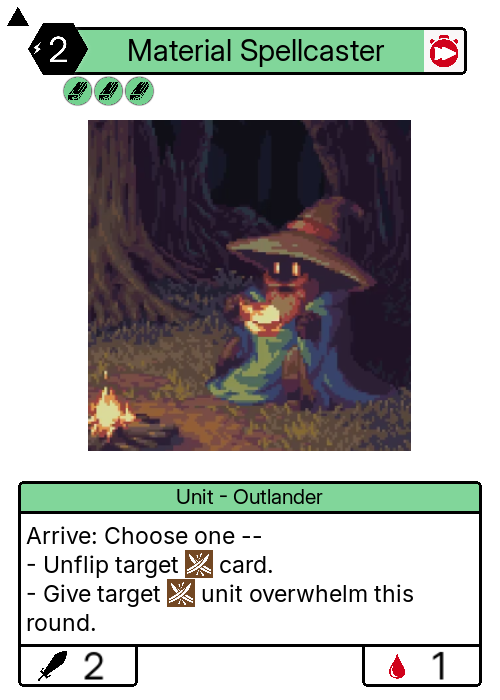 2 Material Spellcaster
Unit - Outlander
Arrive: Choose one --
- Unflip target card.
- Give target unit overwhelm this
round.
2 1